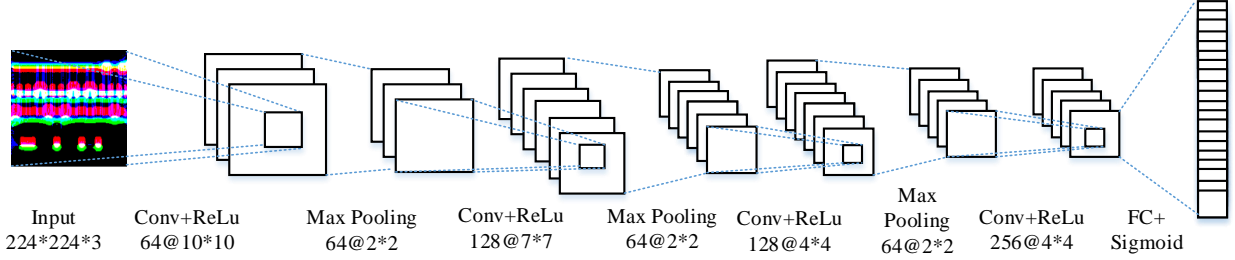 Input
224*224*3
Conv+ReLu
64@10*10
Max Pooling
64@2*2
Conv+ReLu
128@7*7
Max Pooling
64@2*2
Conv+ReLu
128@4*4
Max
Pooling
64@2*2
Conv+ReLu
256@4*4
FC+
Sigmoid